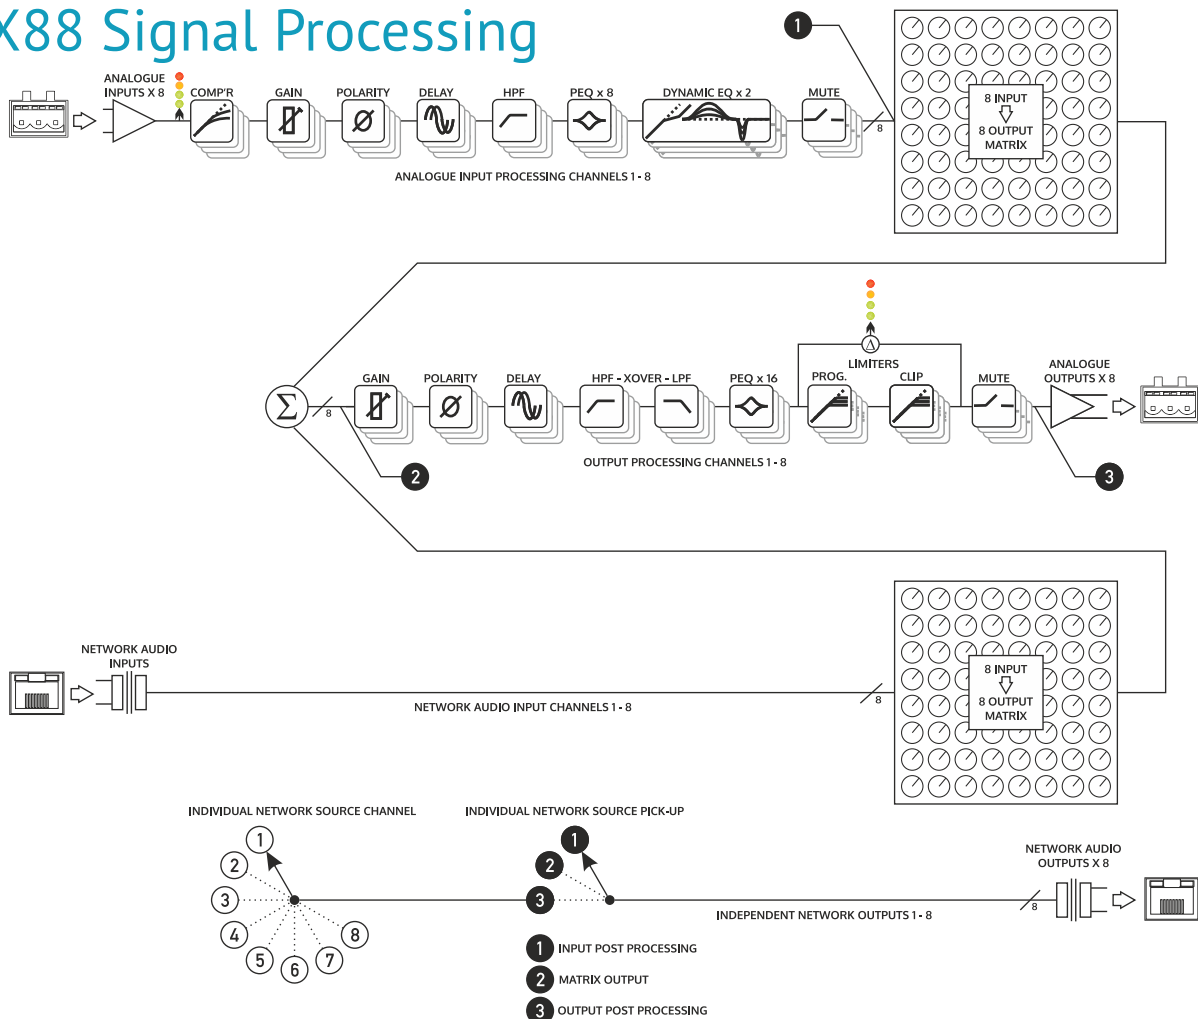 X88 Signal Processing
1
ANALOGUE
INPUTS X 8
COMP'R
GAIN
POLARITY
DELAY
HPF
PEQ x 8
DYNAMIC EQ x 2
MUTE
8
8 INPUT
8 OUTPUT
MATRIX
ANALOGUE INPUT PROCESSING CHANNELS 1 - 8
Δ
LIMITERS
GAIN
POLARITY
DELAY
HPF - XOVER - LPF
PEQ x 16
PROG.
CLIP
MUTE
ANALOGUE
OUTPUTS X 8
Σ
8
OUTPUT PROCESSING CHANNELS 1 - 8
2
3
NETWORK AUDIO
INPUTS
NETWORK AUDIO INPUT CHANNELS 1 - 8
8
8 INPUT
8 OUTPUT
MATRIX
INDIVIDUAL NETWORK SOURCE CHANNEL
1
2
3
4
5
6
7
8
INDIVIDUAL NETWORK SOURCE PICK-UP
1
2
3
INDEPENDENT NETWORK OUTPUTS 1 - 8
8
NETWORK AUDIO
OUTPUTS X 8
1 INPUT POST PROCESSING
2 MATRIX OUTPUT
3 OUTPUT POST PROCESSING